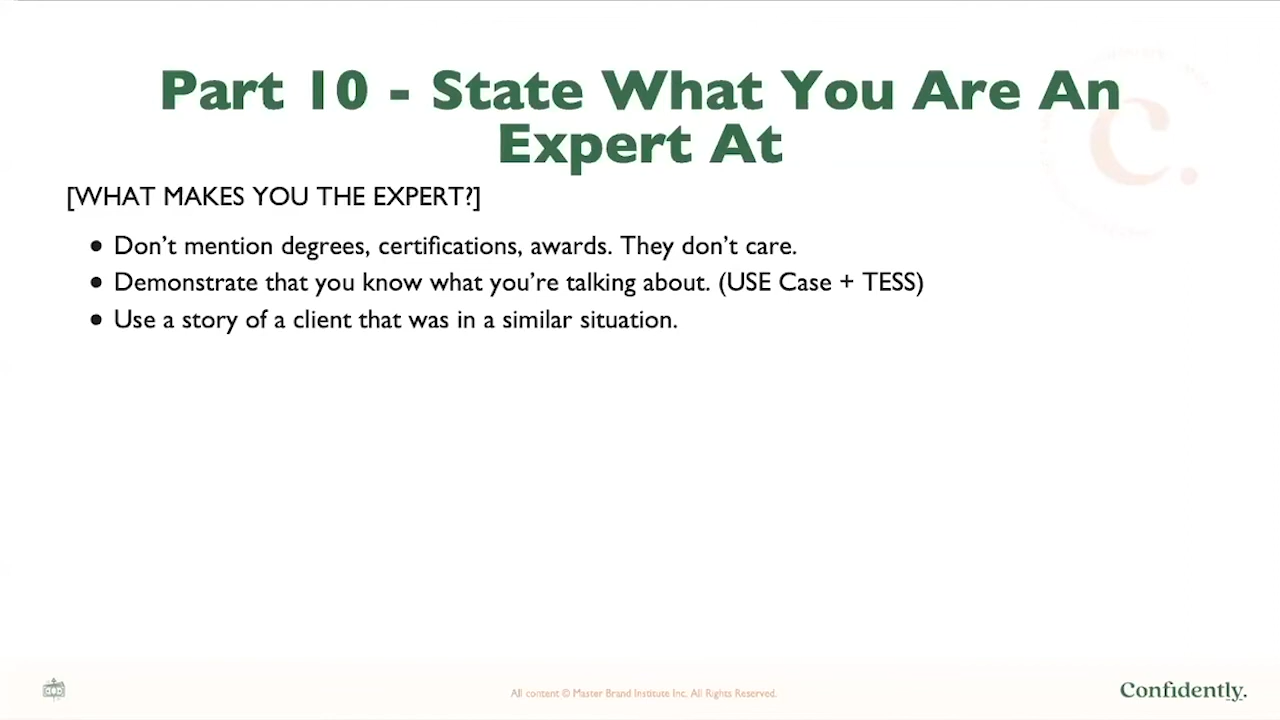 Part 10 - State What You Are An
Expert At
[WHAT MAKES YOU THE EXPERT?]
● Don’t mention degrees, certifications, awards. They don’t care.
● Demonstrate that you know what you’re talking about. (USE Case + TESS)
● Use a story of a client that was in a similar situation.
All content © Master Brand Institute Inc. All Rights Reserved.
Confidently.